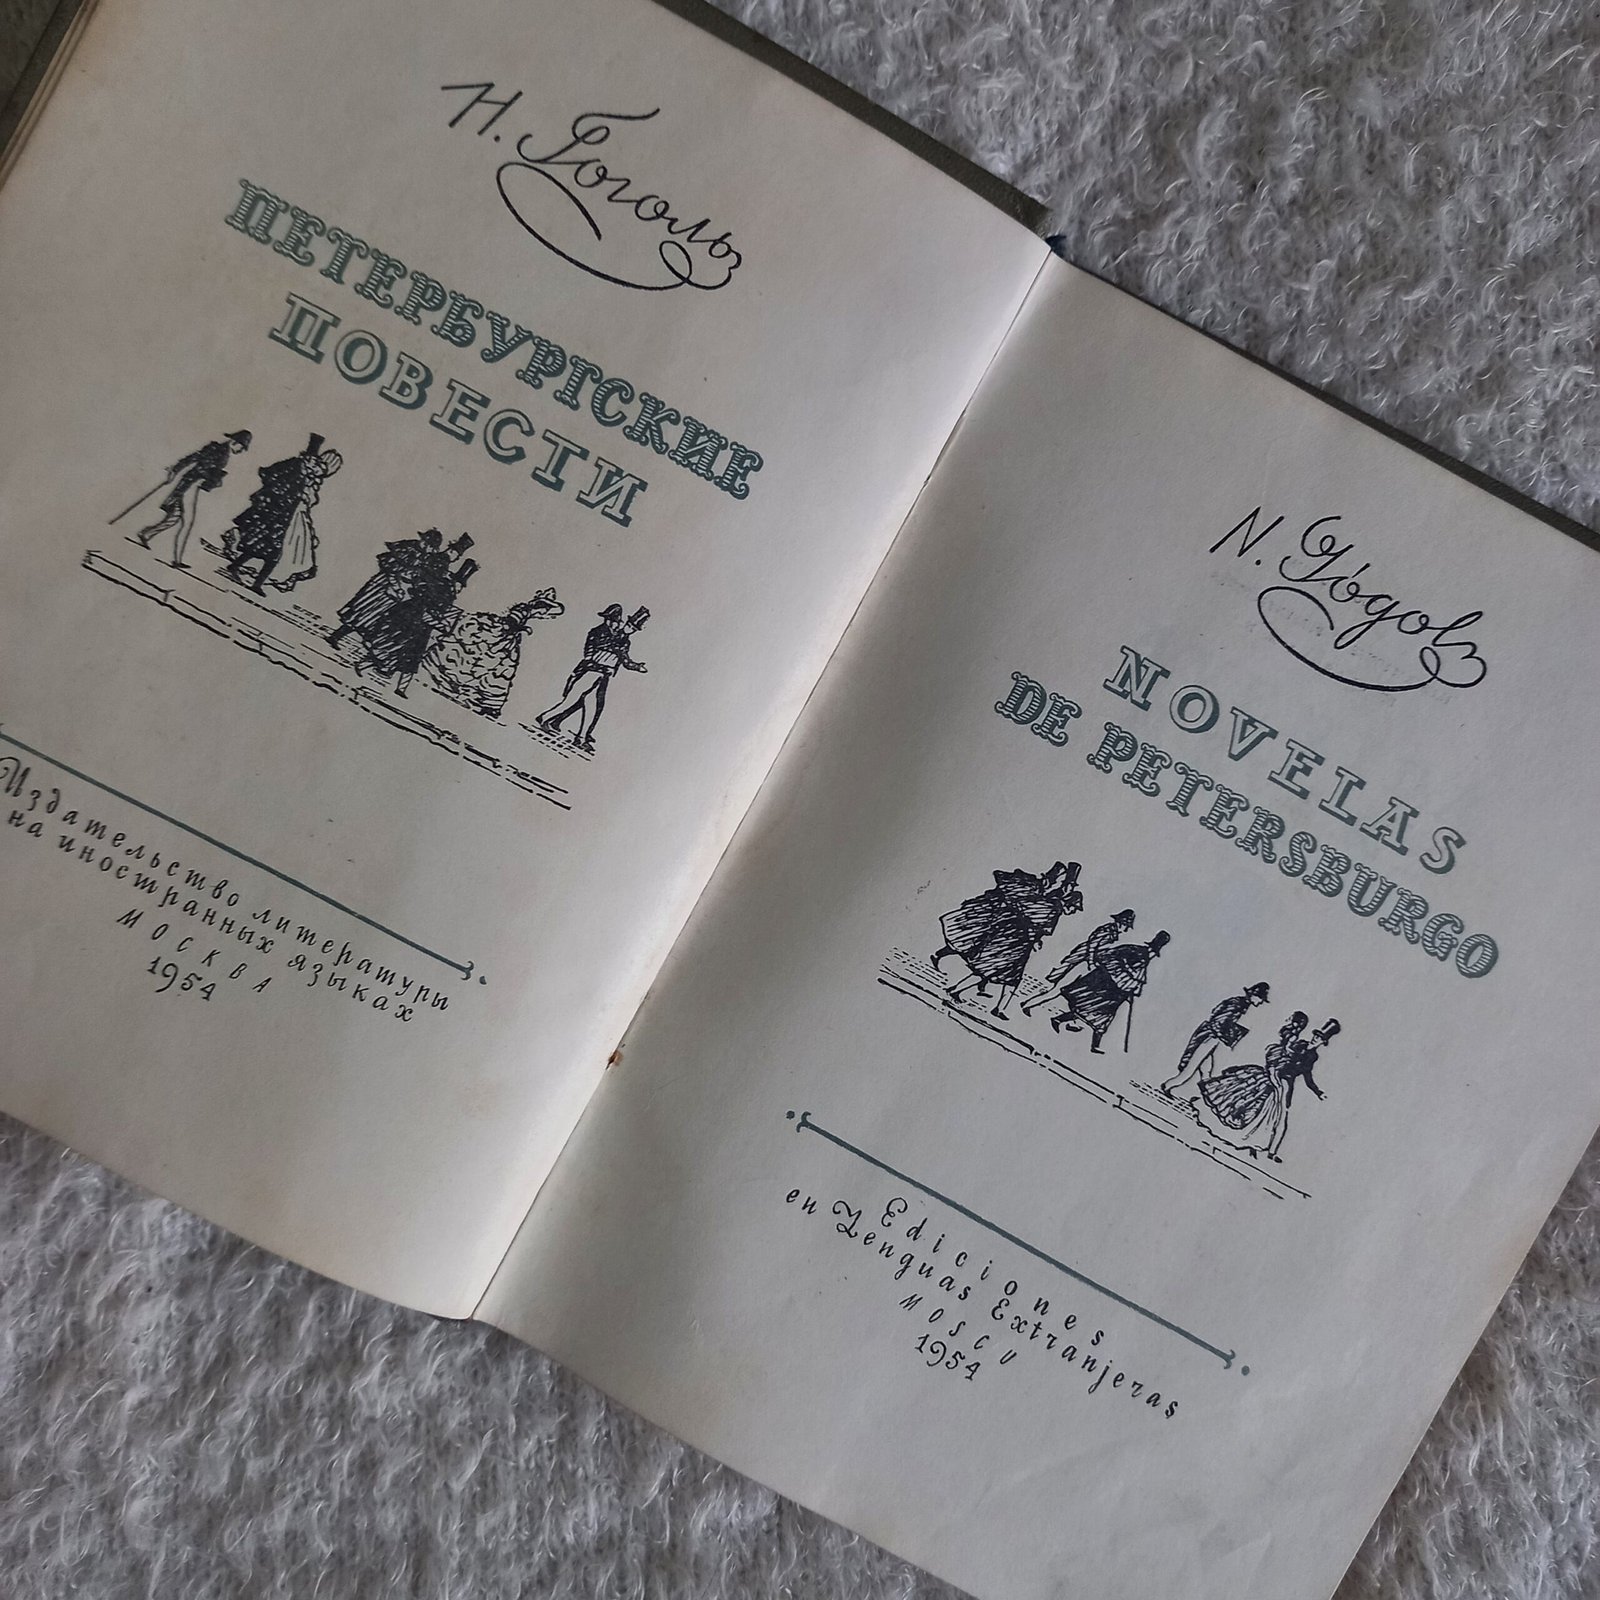 Н. Гоголь
ПЕТЕРБУРГСКИЕ
ПОВЕСТИ
Издательство литературы
на иностранных языках
Москва
1954
N. Gógol
NOVELAS
DE PETERSBURGO
Ediciones
en Lenguas Extranjeras
Moscu
1954